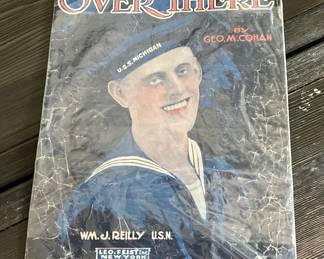 OVER THERE
BY
GEO. M. COHAN
U.S.S. MICHIGAN
WM. J. REILLY U.S.N.
LEO. FEIST INC.
NEW YORK